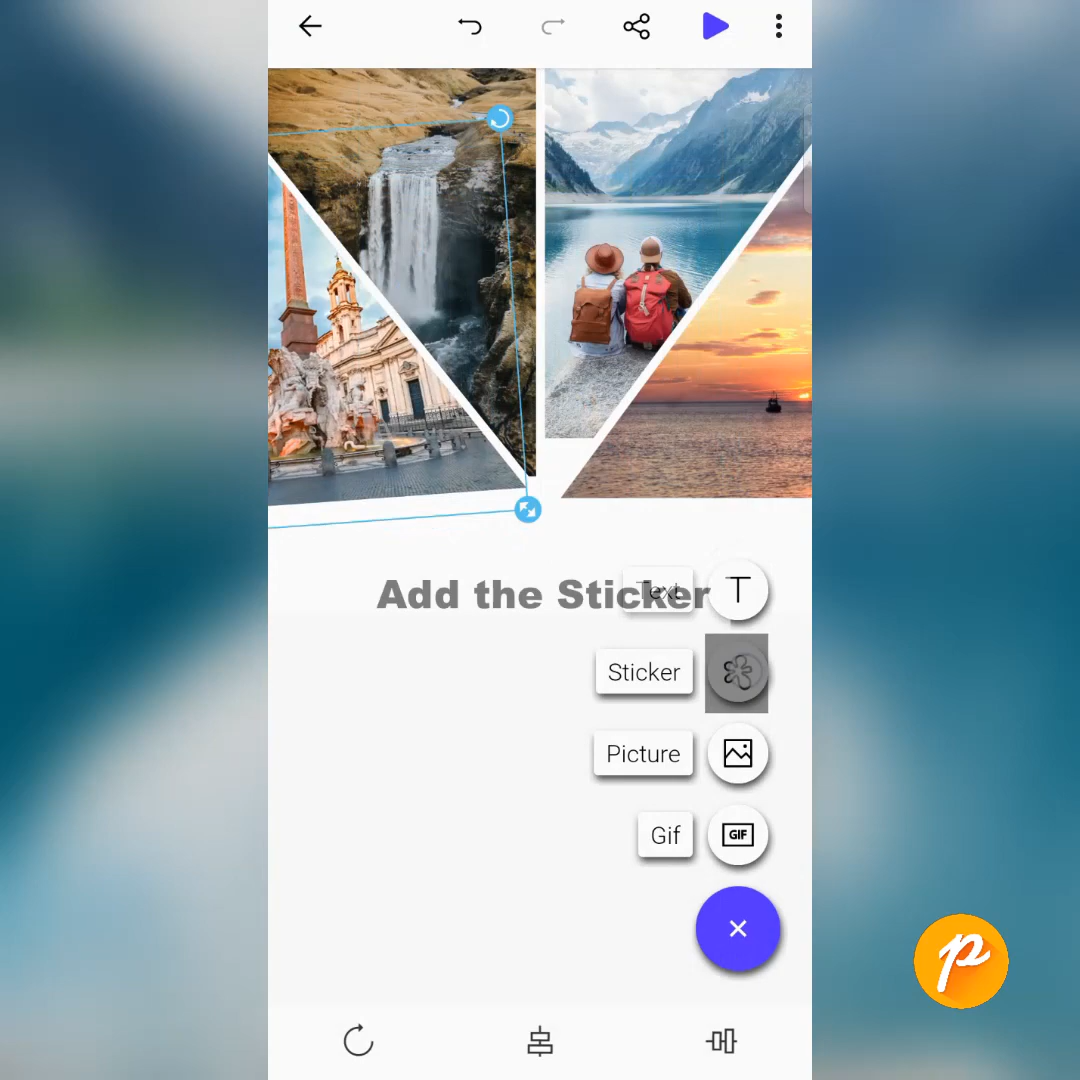 Add the Sticker
Text
T
Sticker
Picture
Gif
GIF
p